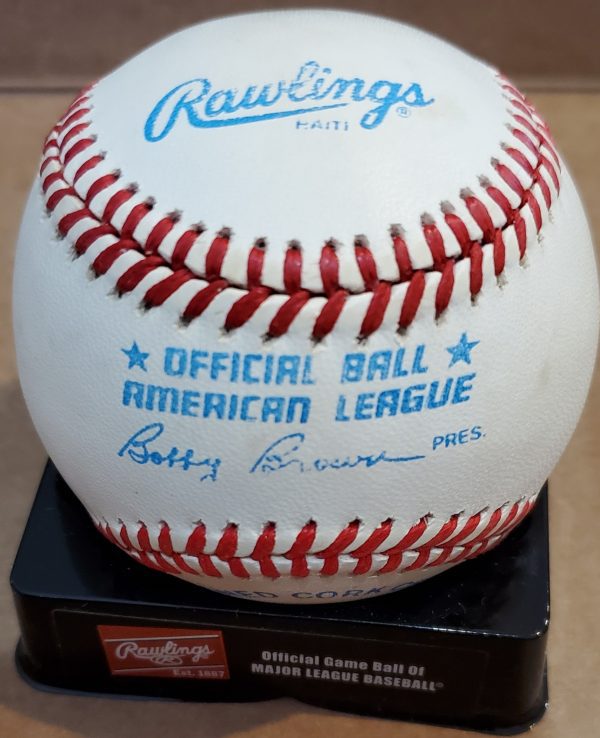 Rawlings®
HAITI
★ OFFICIAL BALL ★
AMERICAN LEAGUE
Bobby Brown PRES.
CORK
Rawlings
Est. 1887
Official Game Ball Of
MAJOR LEAGUE BASEBALL®